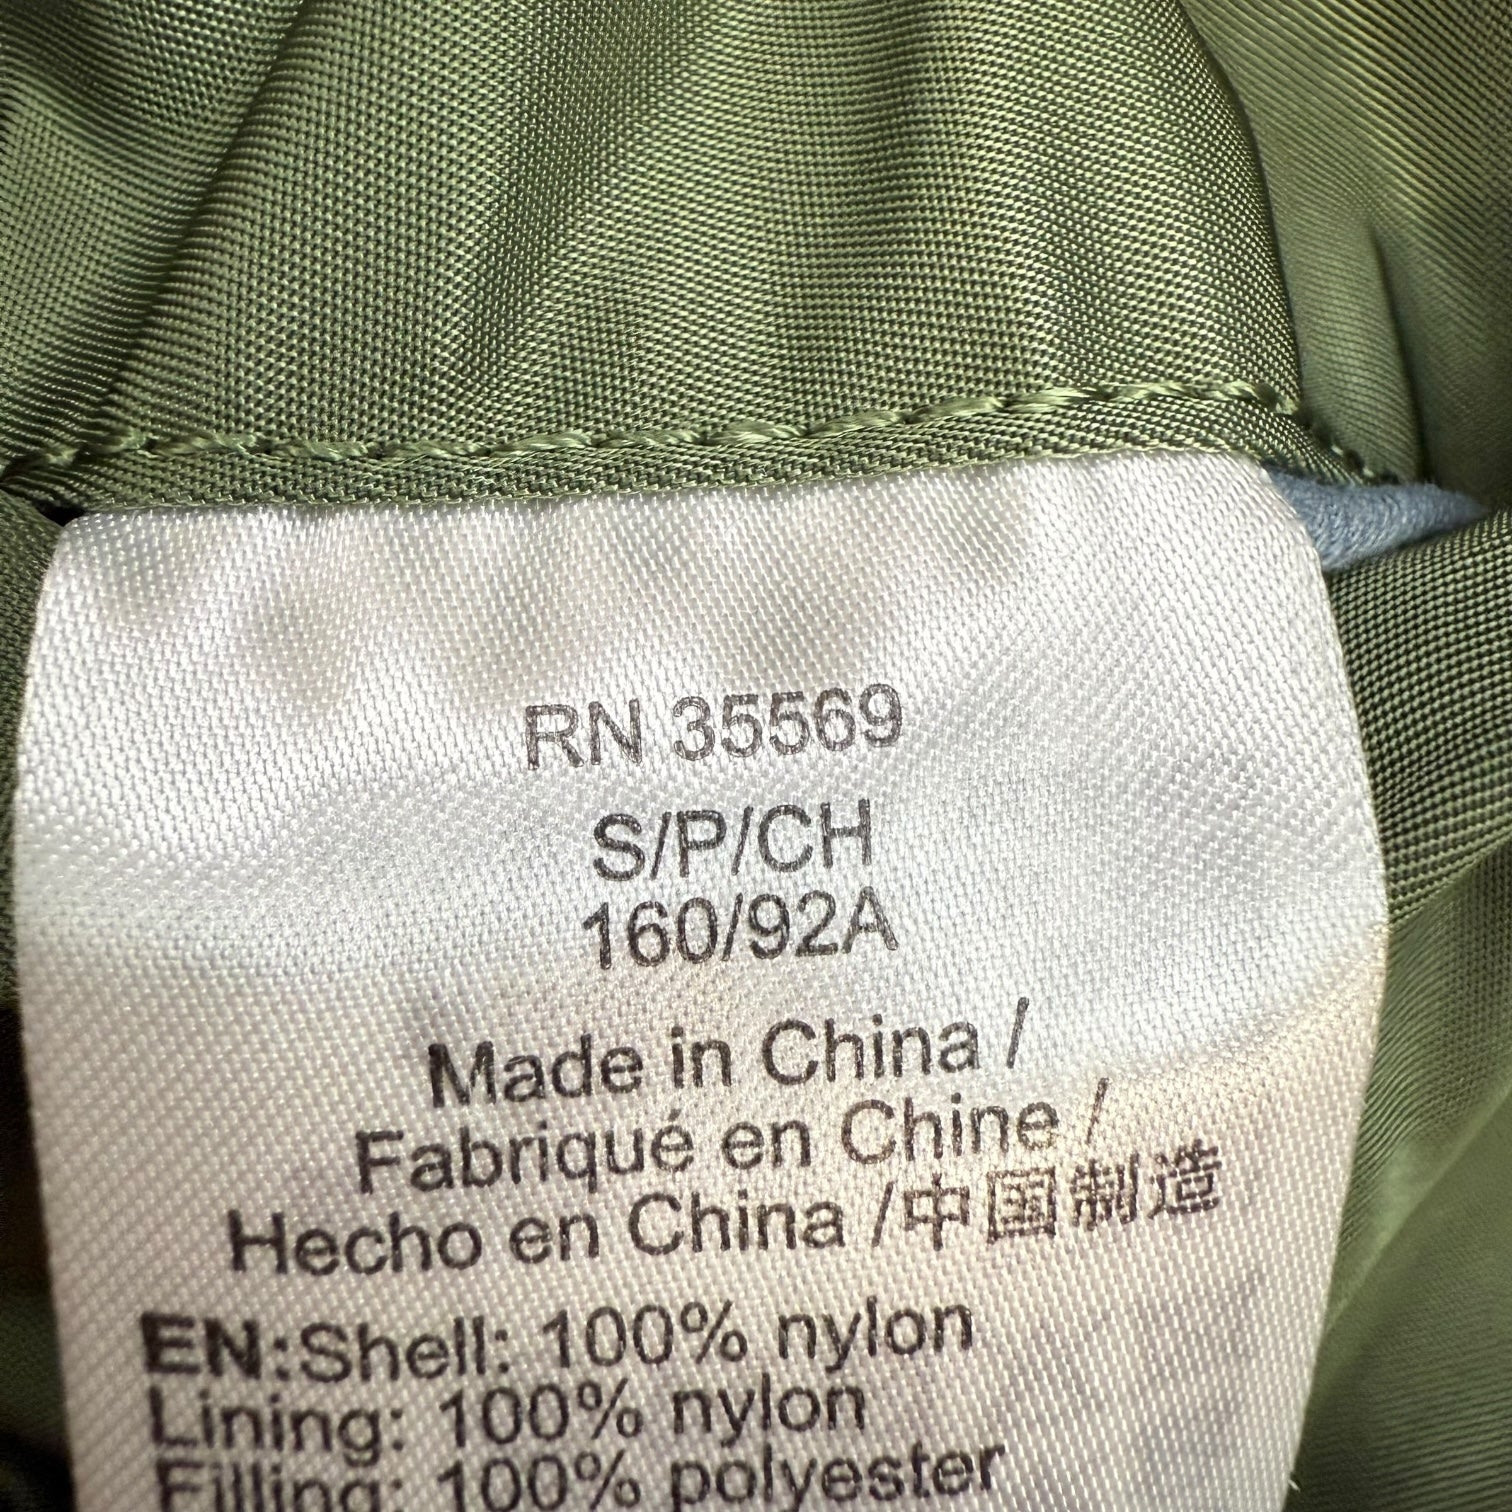 RN 35569
S/P/CH
160/92A
Made in China /
Fabriqué en Chine /
Hecho en China /中国制造
EN:Shell: 100% nylon
Lining: 100% nylon
Filling: 100% polyester